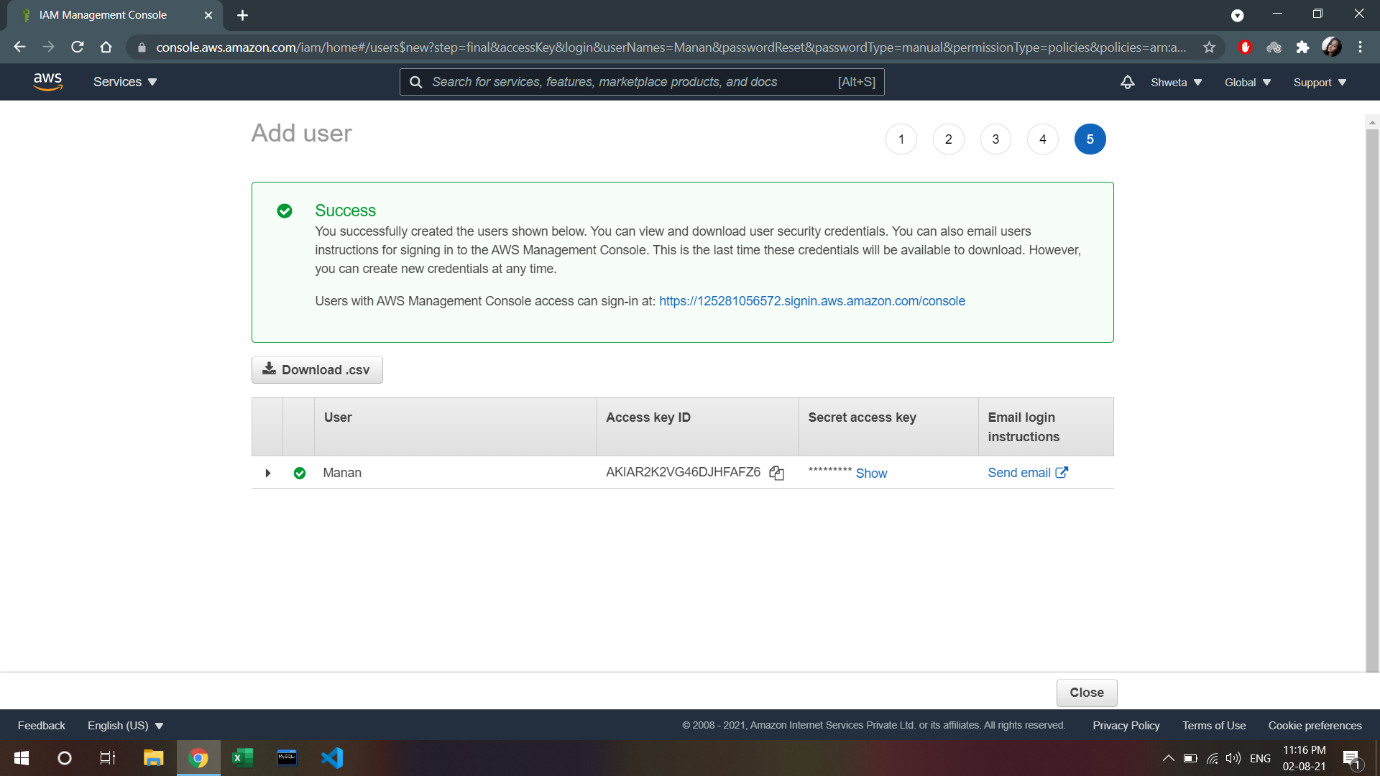 IAM Management Console
console.aws.amazon.com/iam/home#/users$new?step=final&accessKey&login&userNames=Manan&passwordReset&passwordType=manual&permissionType=policies&policies=arn:a...
aws
Services
Search for services, features, marketplace products, and docs [Alt+S]
Shweta
Global
Support
Add user
1 2 3 4 5
Success
You successfully created the users shown below. You can view and download user security credentials. You can also email users
instructions for signing in to the AWS Management Console. This is the last time these credentials will be available to download. However,
you can create new credentials at any time.
Users with AWS Management Console access can sign-in at: https://125281056572.signin.aws.amazon.com/console
Download .csv
User Access key ID Secret access key Email login
instructions
Manan AKIAR2K2VG46DJHFAFZ6 ********* Show Send email
Close
Feedback English (US) © 2008 - 2021, Amazon Internet Services Private Ltd. or its affiliates. All rights reserved. Privacy Policy Terms of Use Cookie preferences
MySQL
ENG
11:16 PM
02-08-21
1